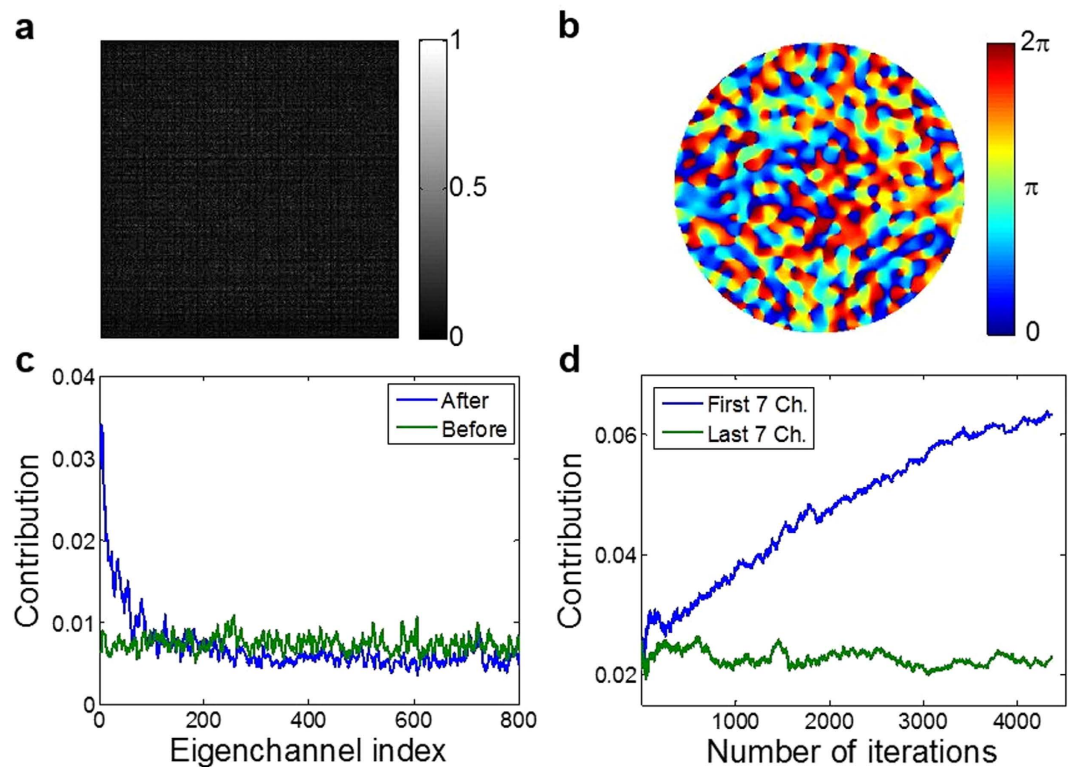 a
1
0.5
0
b
2π
π
0
c
0.04
0.03
0.02
0.01
0
After
Before
0
200
400
600
800
Contribution
Eigenchannel index
d
First 7 Ch.
Last 7 Ch.
0.06
0.04
0.02
1000
2000
3000
4000
Contribution
Number of iterations